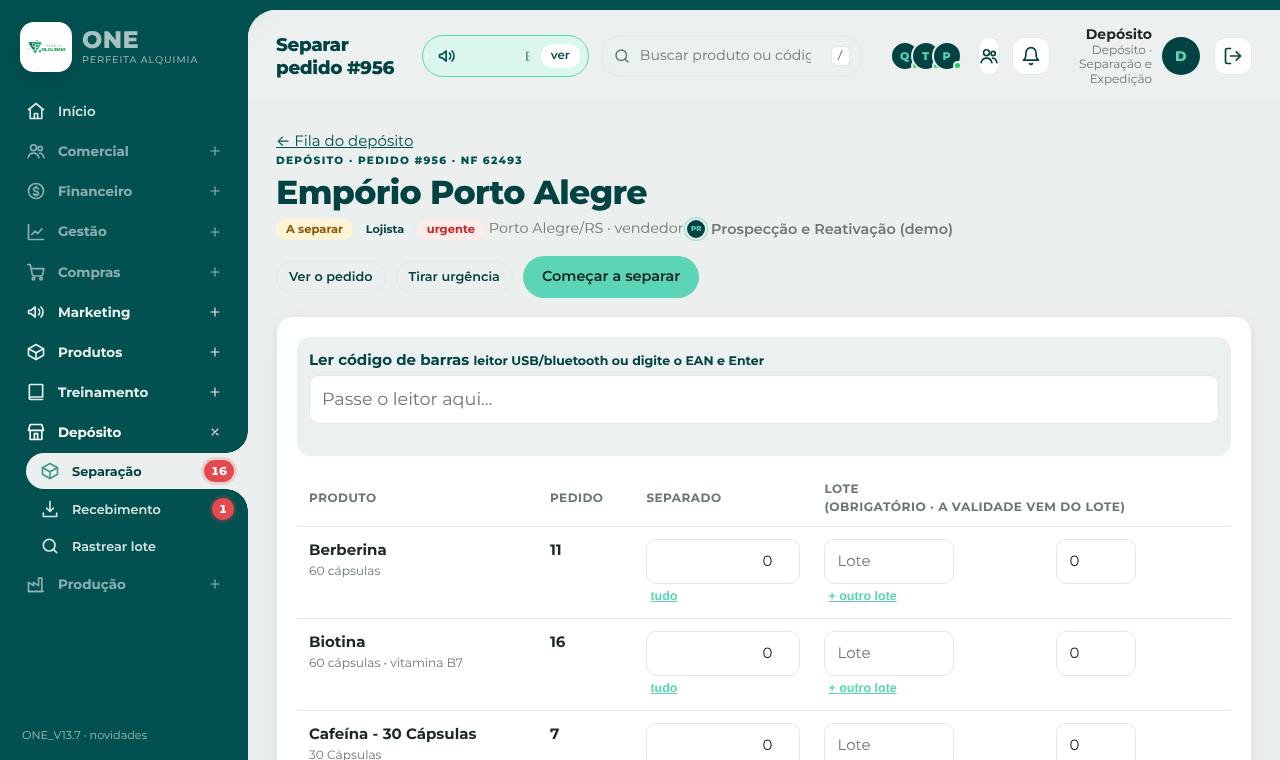 ONE
PERFEITA ALQUIMIA
Início
Comercial +
Financeiro +
Gestão +
Compras +
Marketing +
Produtos +
Treinamento +
Depósito ×
Separação 16
Recebimento 1
Rastrear lote
Produção +
ONE_V13.7 · novidades
Separar
pedido #956
ver
Buscar produto ou códig
/
Q T P
Depósito
Depósito ·
Separação e
Expedição
D
← Fila do depósito
DEPÓSITO · PEDIDO #956 · NF 62493
Empório Porto Alegre
A separar Lojista urgente Porto Alegre/RS · vendedor PR Prospecção e Reativação (demo)
Ver o pedido Tirar urgência Começar a separar
Ler código de barras leitor USB/bluetooth ou digite o EAN e Enter
Passe o leitor aqui...
PRODUTO PEDIDO SEPARADO LOTE
(OBRIGATÓRIO · A VALIDADE VEM DO LOTE)
Berberina 11 0 Lote 0
60 cápsulas
tudo + outro lote
Biotina 16 0 Lote 0
60 cápsulas · vitamina B7
tudo + outro lote
Cafeína - 30 Cápsulas 7 0 Lote 0
30 Cápsulas